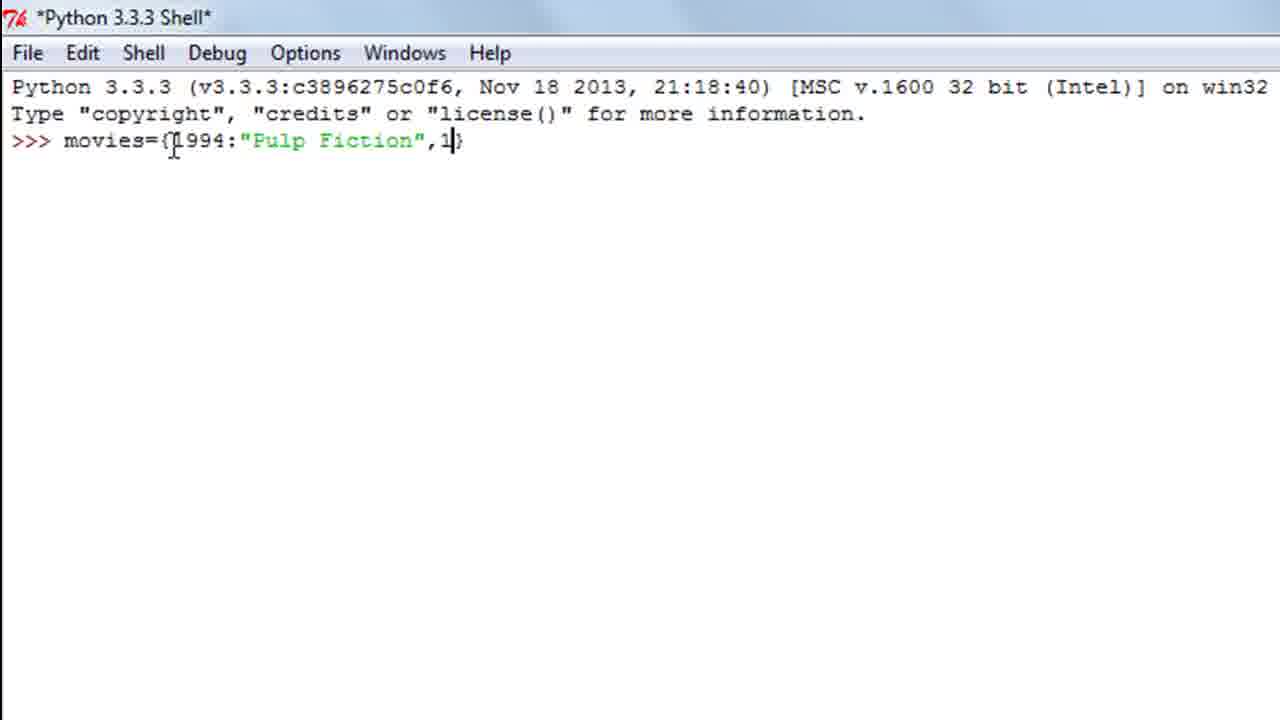 *Python 3.3.3 Shell*
File Edit Shell Debug Options Windows Help
Python 3.3.3 (v3.3.3:c3896275c0f6, Nov 18 2013, 21:18:40) [MSC v.1600 32 bit (Intel)] on win32
Type "copyright", "credits" or "license()" for more information.
>>> movies={1994:"Pulp Fiction",1}